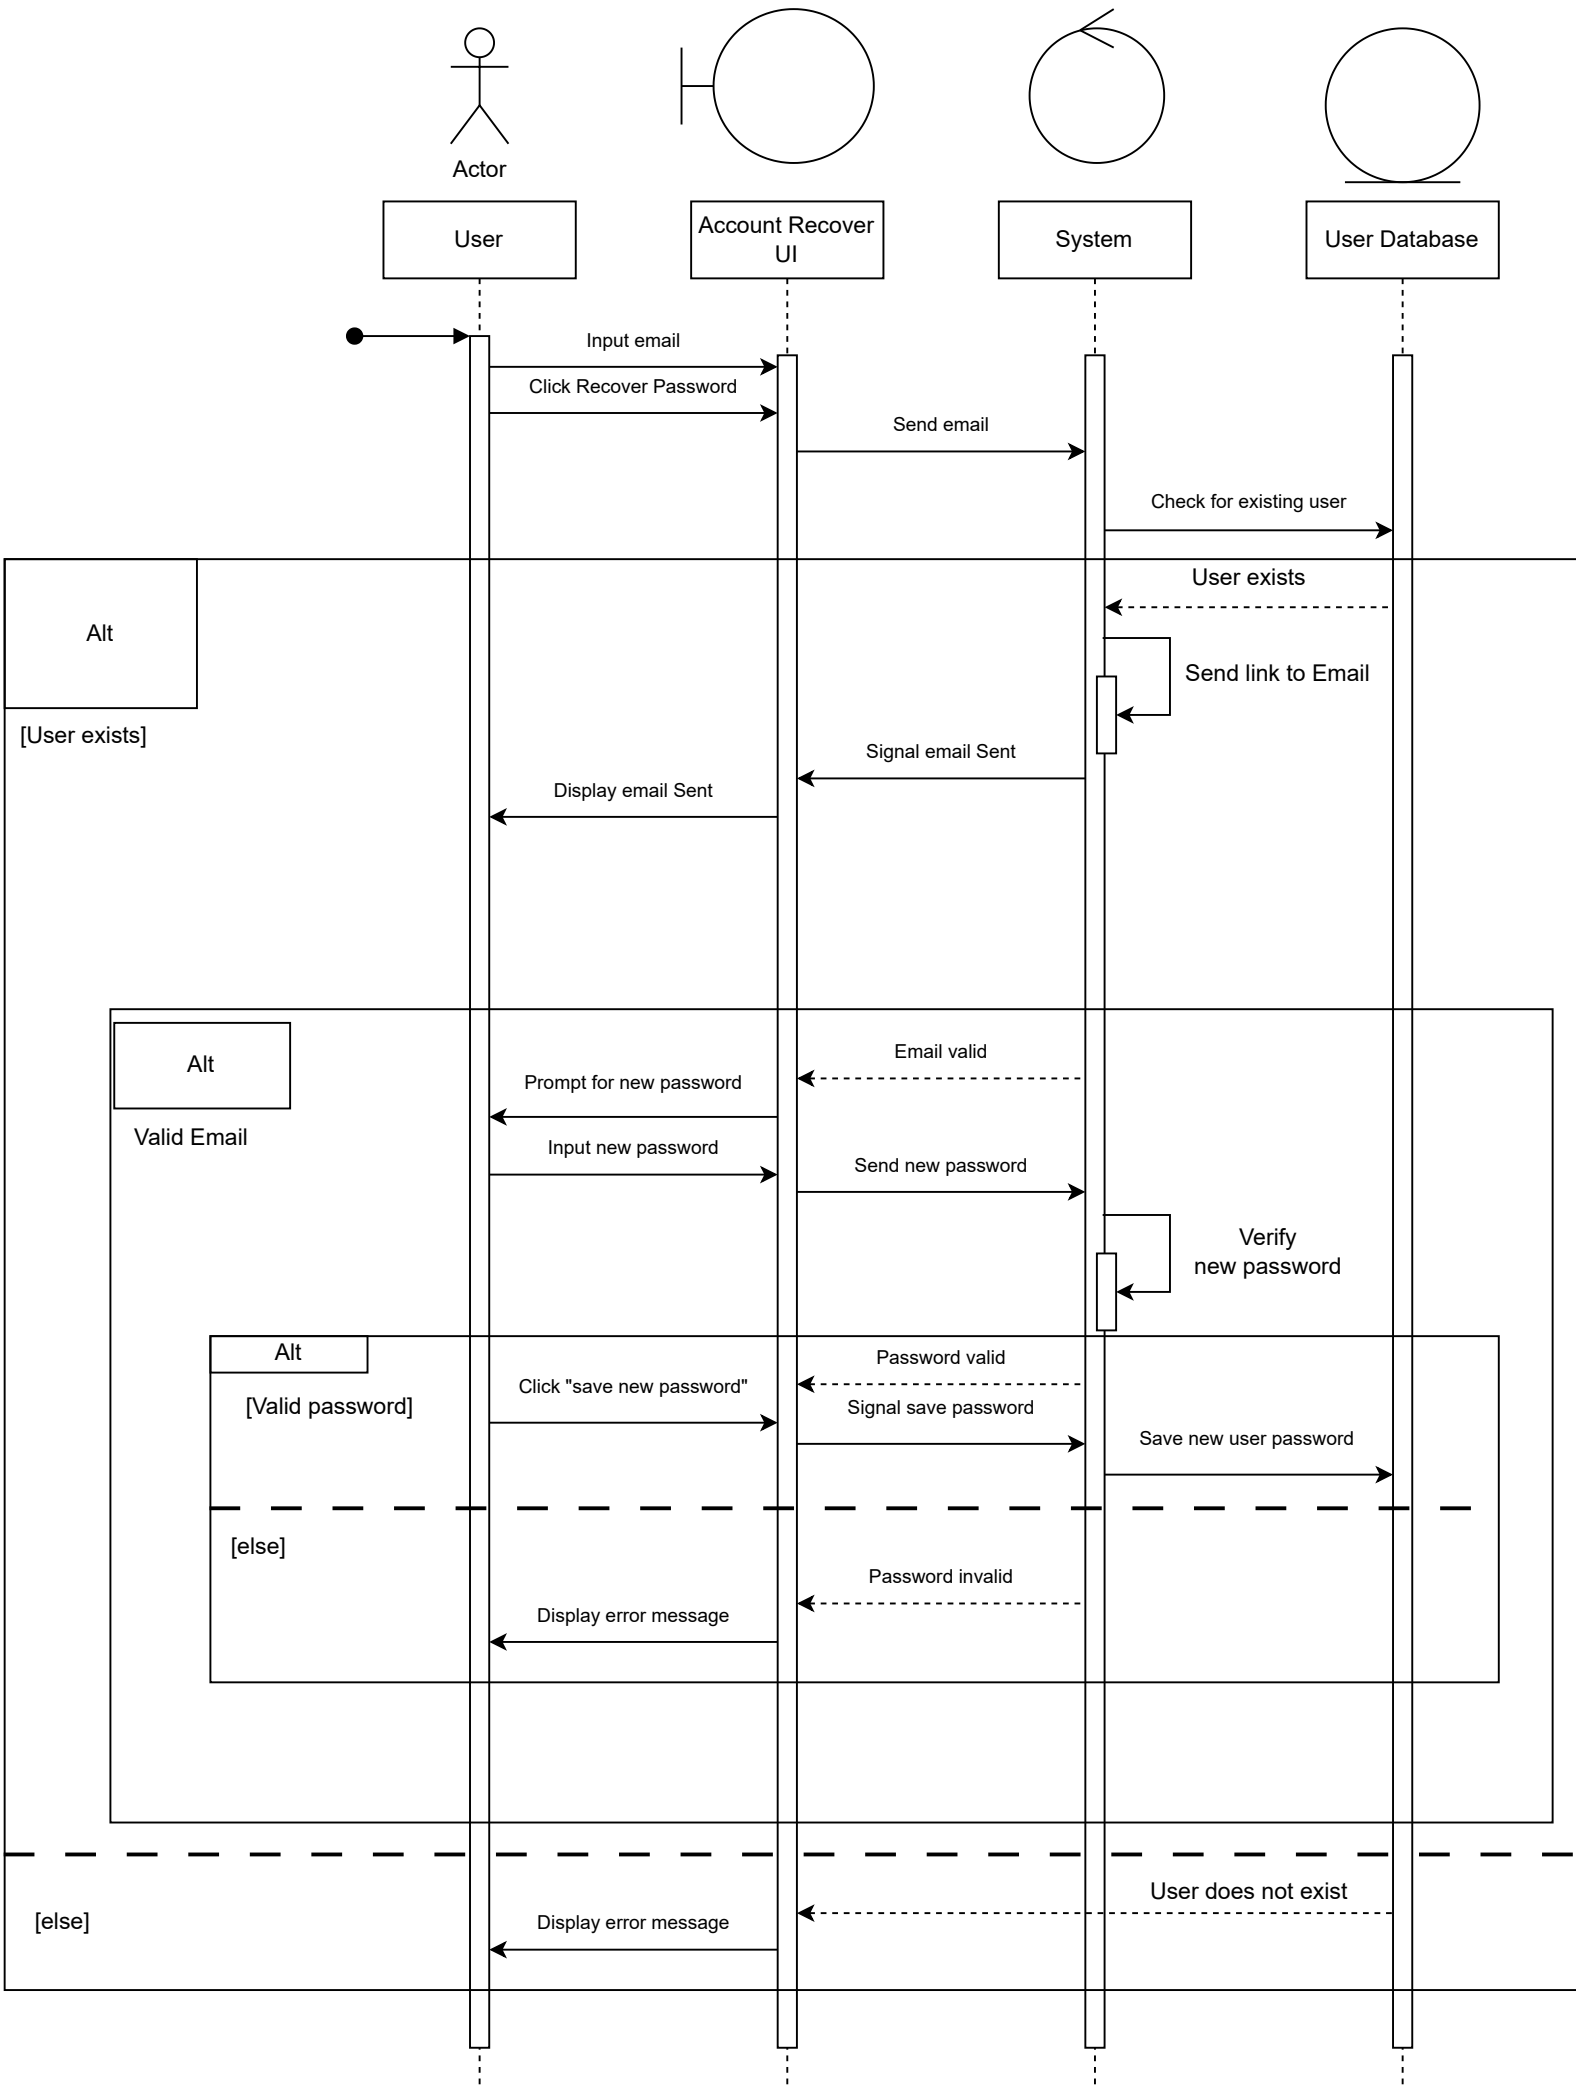 Actor
User
Account Recover
UI
System
User Database
Input email
Click Recover Password
Send email
Check for existing user
Alt
[User exists]
User exists
Send link to Email
Signal email Sent
Display email Sent
Alt
Valid Email
Email valid
Prompt for new password
Input new password
Send new password
Verify
new password
Alt
[Valid password]
Password valid
Click "save new password"
Signal save password
Save new user password
[else]
Password invalid
Display error message
[else]
User does not exist
Display error message